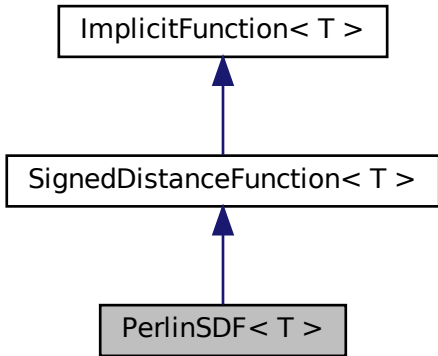 ImplicitFunction< T >
SignedDistanceFunction< T >
PerlinSDF< T >